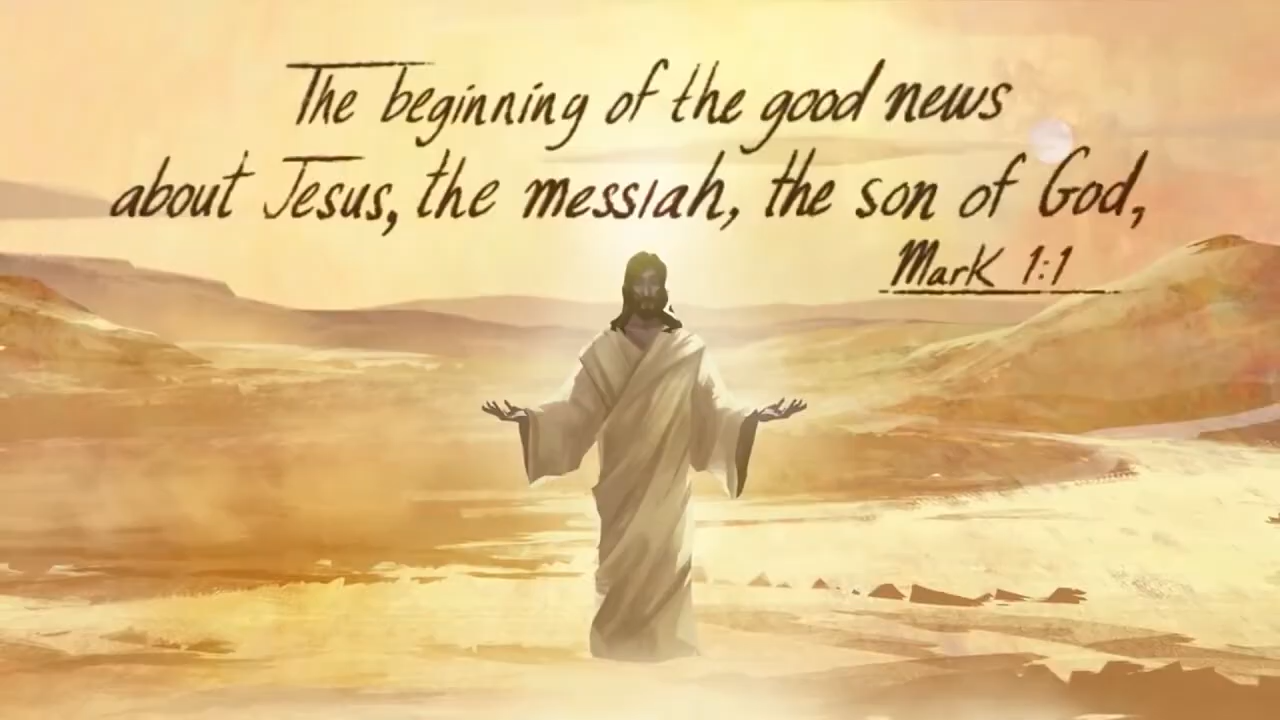 The beginning of the good news
about Jesus, the messiah, the son of God,
Mark 1:1